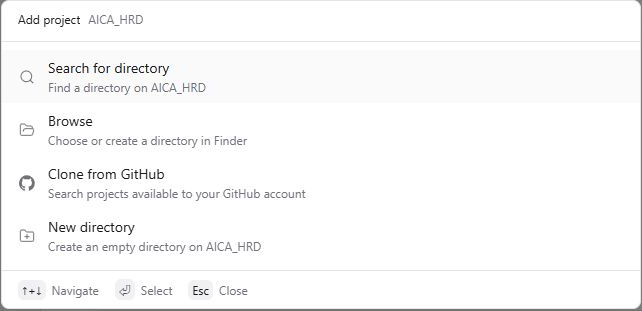 Add project AICA_HRD
Search for directory
Find a directory on AICA_HRD
Browse
Choose or create a directory in Finder
Clone from GitHub
Search projects available to your GitHub account
New directory
Create an empty directory on AICA_HRD
↑+↓ Navigate Select Esc Close